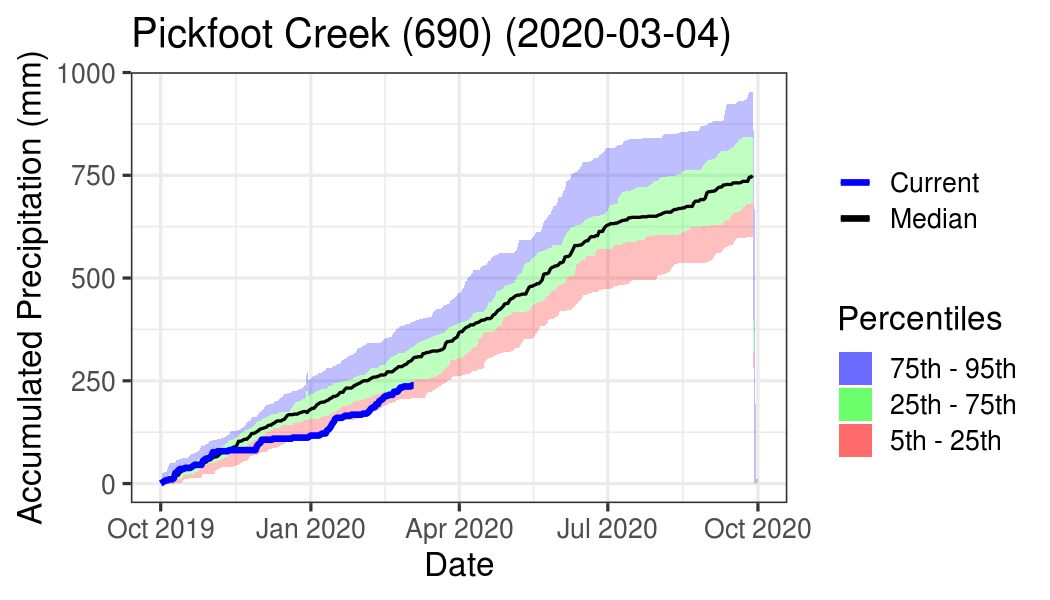 Pickfoot Creek (690) (2020-03-04)
Accumulated Precipitation (mm)
1000
750
500
250
0
Oct 2019
Jan 2020
Apr 2020
Jul 2020
Oct 2020
Date
Current
Median
Percentiles
75th - 95th
25th - 75th
5th - 25th